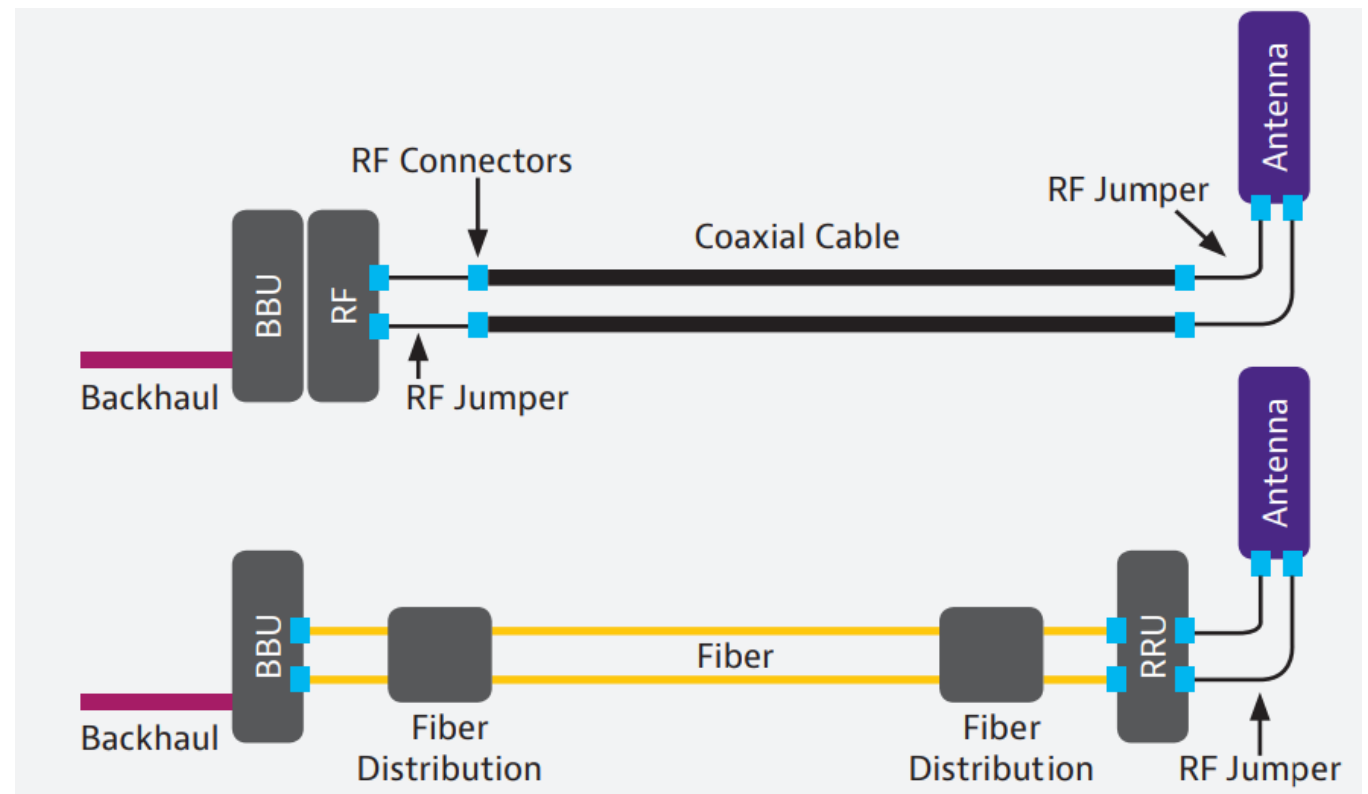 Antenna
RF Connectors
RF Jumper
Coaxial Cable
BBU
RF
Backhaul
RF Jumper
Antenna
BBU
Fiber
RRU
Backhaul
Fiber
Distribution
Fiber
Distribution
RF Jumper